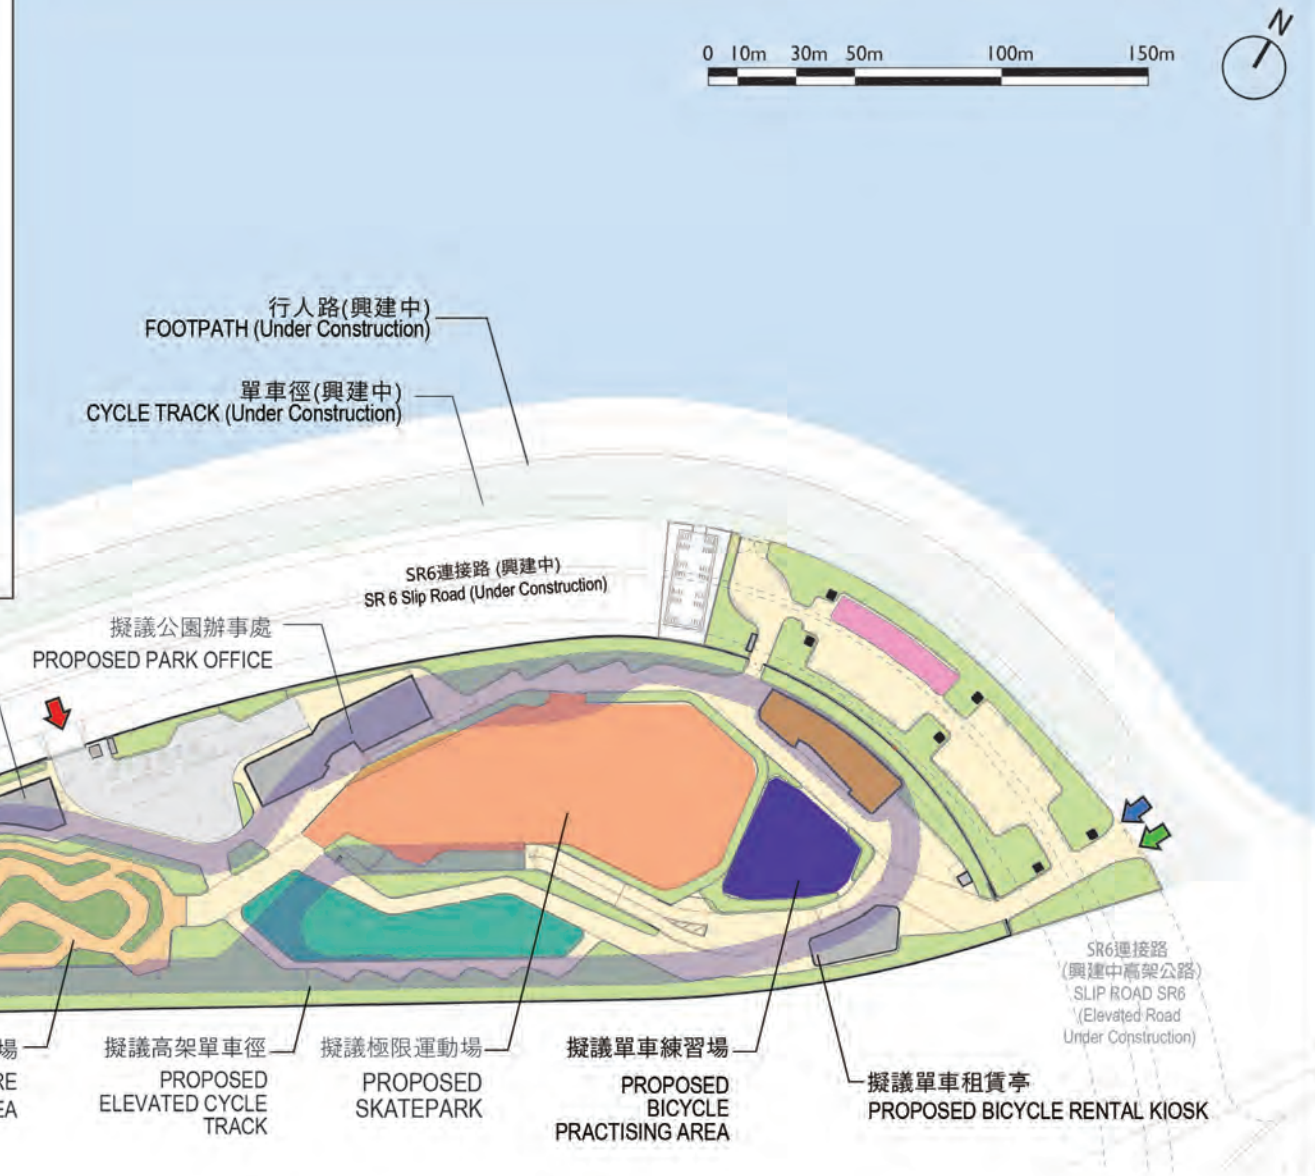 N
0 10m 30m 50m 100m 150m
行人路(興建中)
FOOTPATH (Under Construction)
單車徑(興建中)
CYCLE TRACK (Under Construction)
SR6連接路 (興建中)
SR 6 Slip Road (Under Construction)
擬議公園辦事處
PROPOSED PARK OFFICE
SR6連接路
(興建中高架公路)
SLIP ROAD SR6
(Elevated Road
Under Construction)
場
RE
EA
擬議高架單車徑
PROPOSED
ELEVATED CYCLE
TRACK
擬議極限運動場
PROPOSED
SKATEPARK
擬議單車練習場
PROPOSED
BICYCLE
PRACTISING AREA
擬議單車租賃亭
PROPOSED BICYCLE RENTAL KIOSK